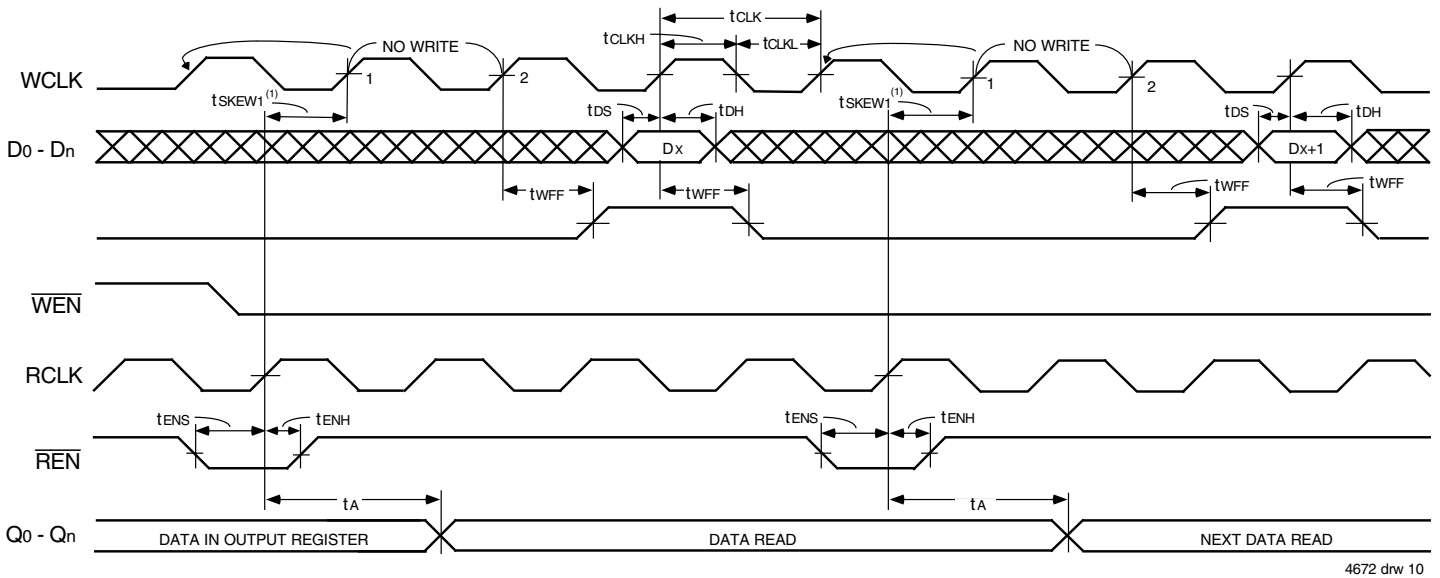 tCLK
tCLKH
tCLKL
NO WRITE
NO WRITE
WCLK
1
2
1
2
tSKEW1(1)
tDS
tDH
tSKEW1(1)
tDS
tDH
D0 - Dn
Dx
Dx+1
tWFF
tWFF
tWFF
tWFF
WEN
RCLK
tENS
tENH
tENS
tENH
REN
tA
tA
Q0 - Qn
DATA IN OUTPUT REGISTER
DATA READ
NEXT DATA READ
4672 drw 10